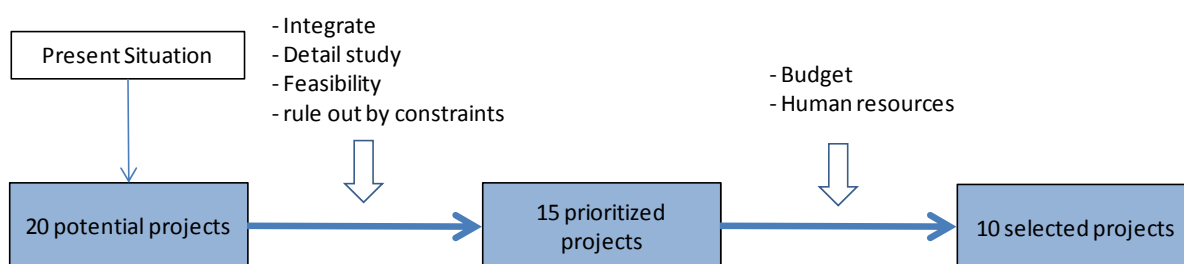 Present Situation
- Integrate
- Detail study
- Feasibility
- rule out by constraints
- Budget
- Human resources
20 potential projects
15 prioritized
projects
10 selected projects